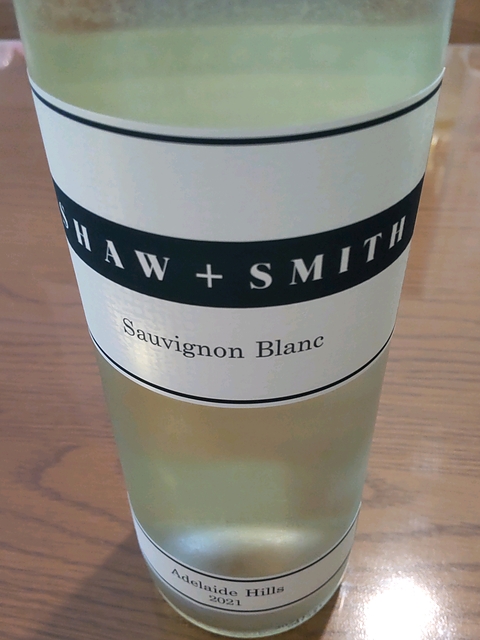 SHAW + SMITH
Sauvignon Blanc
Adelaide Hills
2021